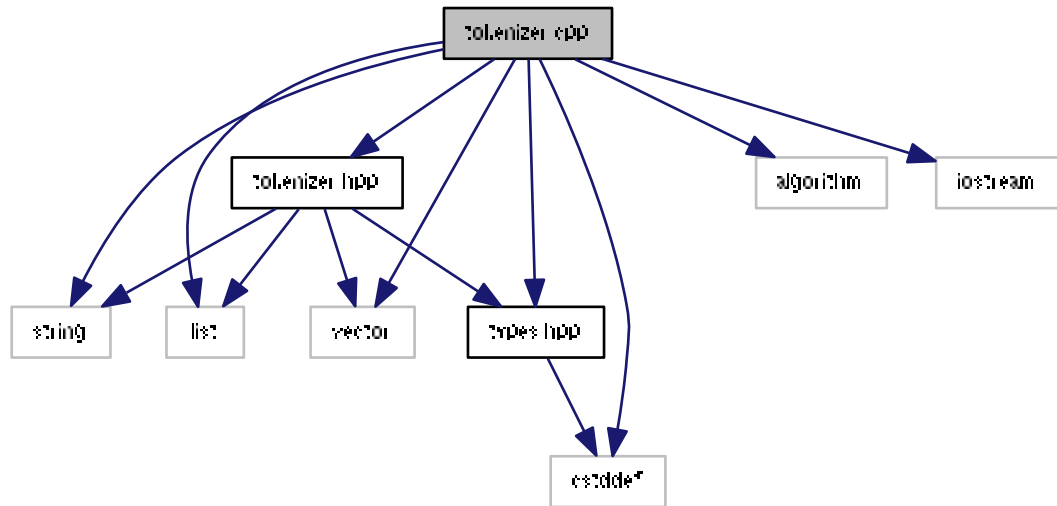 tokenizer.cpp
tokenizer.hpp
algorithm
iostream
string
list
vector
types.hpp
cstddef